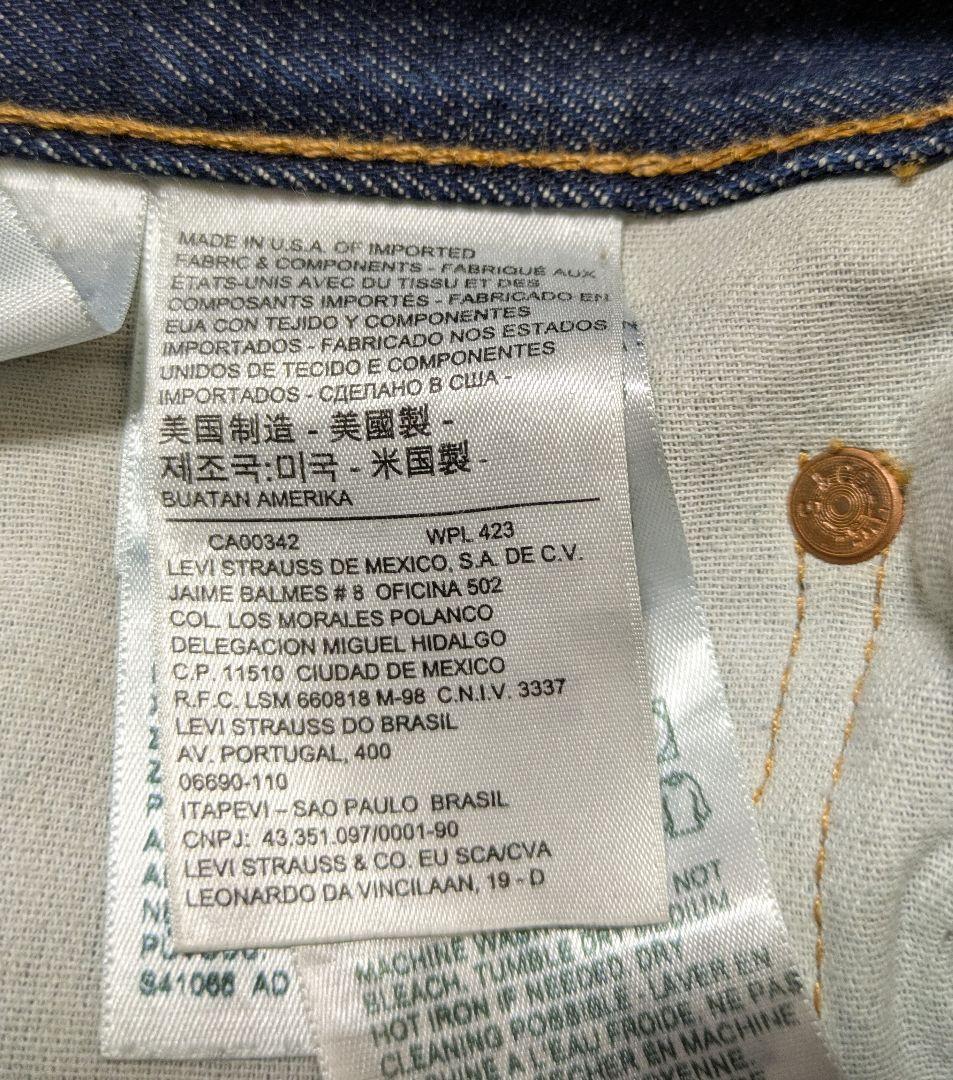 MADE IN U.S.A. OF IMPORTED
FABRIC & COMPONENTS - FABRIQUÉ AUX
ÉTATS-UNIS AVEC DU TISSU ET DES
COMPOSANTS IMPORTÉS - FABRICADO EN
EUA CON TEJIDO Y COMPONENTES
IMPORTADOS - FABRICADO NOS ESTADOS
UNIDOS DE TECIDO E COMPONENTES
IMPORTADOS - СДЕЛАНО В США -
美国制造 - 美國製 -
제조국:미국 - 米国製 -
BUATAN AMERIKA
CA00342 WPL 423
LEVI STRAUSS DE MEXICO, S.A. DE C.V.
JAIME BALMES # 8 OFICINA 502
COL. LOS MORALES POLANCO
DELEGACION MIGUEL HIDALGO
C.P. 11510 CIUDAD DE MEXICO
R.F.C. LSM 660818 M-98 C.N.I.V. 3337
LEVI STRAUSS DO BRASIL
AV. PORTUGAL, 400
06690-110
ITAPEVI – SAO PAULO BRASIL
CNPJ: 43.351.097/0001-90
LEVI STRAUSS & CO. EU SCA/CVA
LEONARDO DA VINCILAAN, 19 - D
S41066 AD
NOT
MACHINE DIUM
BLEACH. TUMBLE DRY
HOT IRON IF NEEDED. DRY
CLEANING POSSIBLE - LAVER EN
À L'EAU FROIDE, NE PAS
EN MACHINE